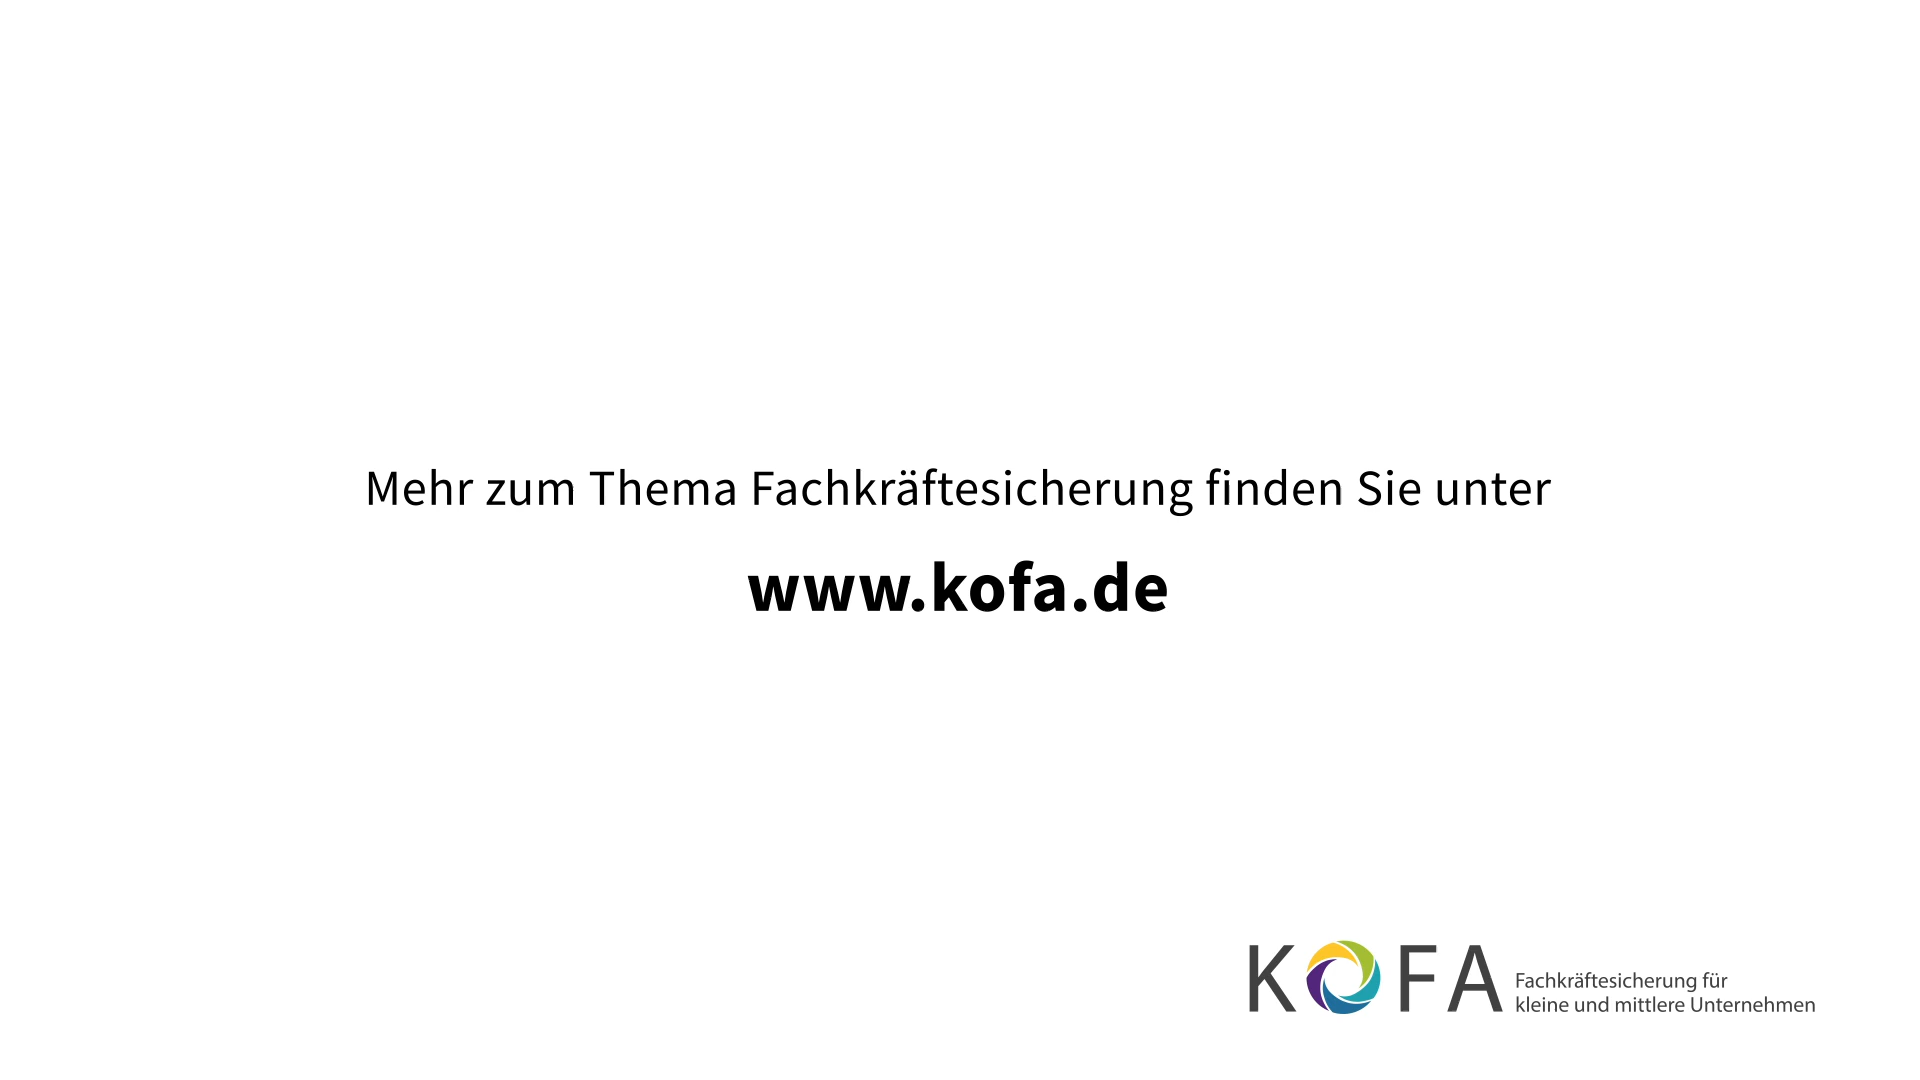 Mehr zum Thema Fachkräftesicherung finden Sie unter
www.kofa.de
KOFA
Fachkräftesicherung für
kleine und mittlere Unternehmen